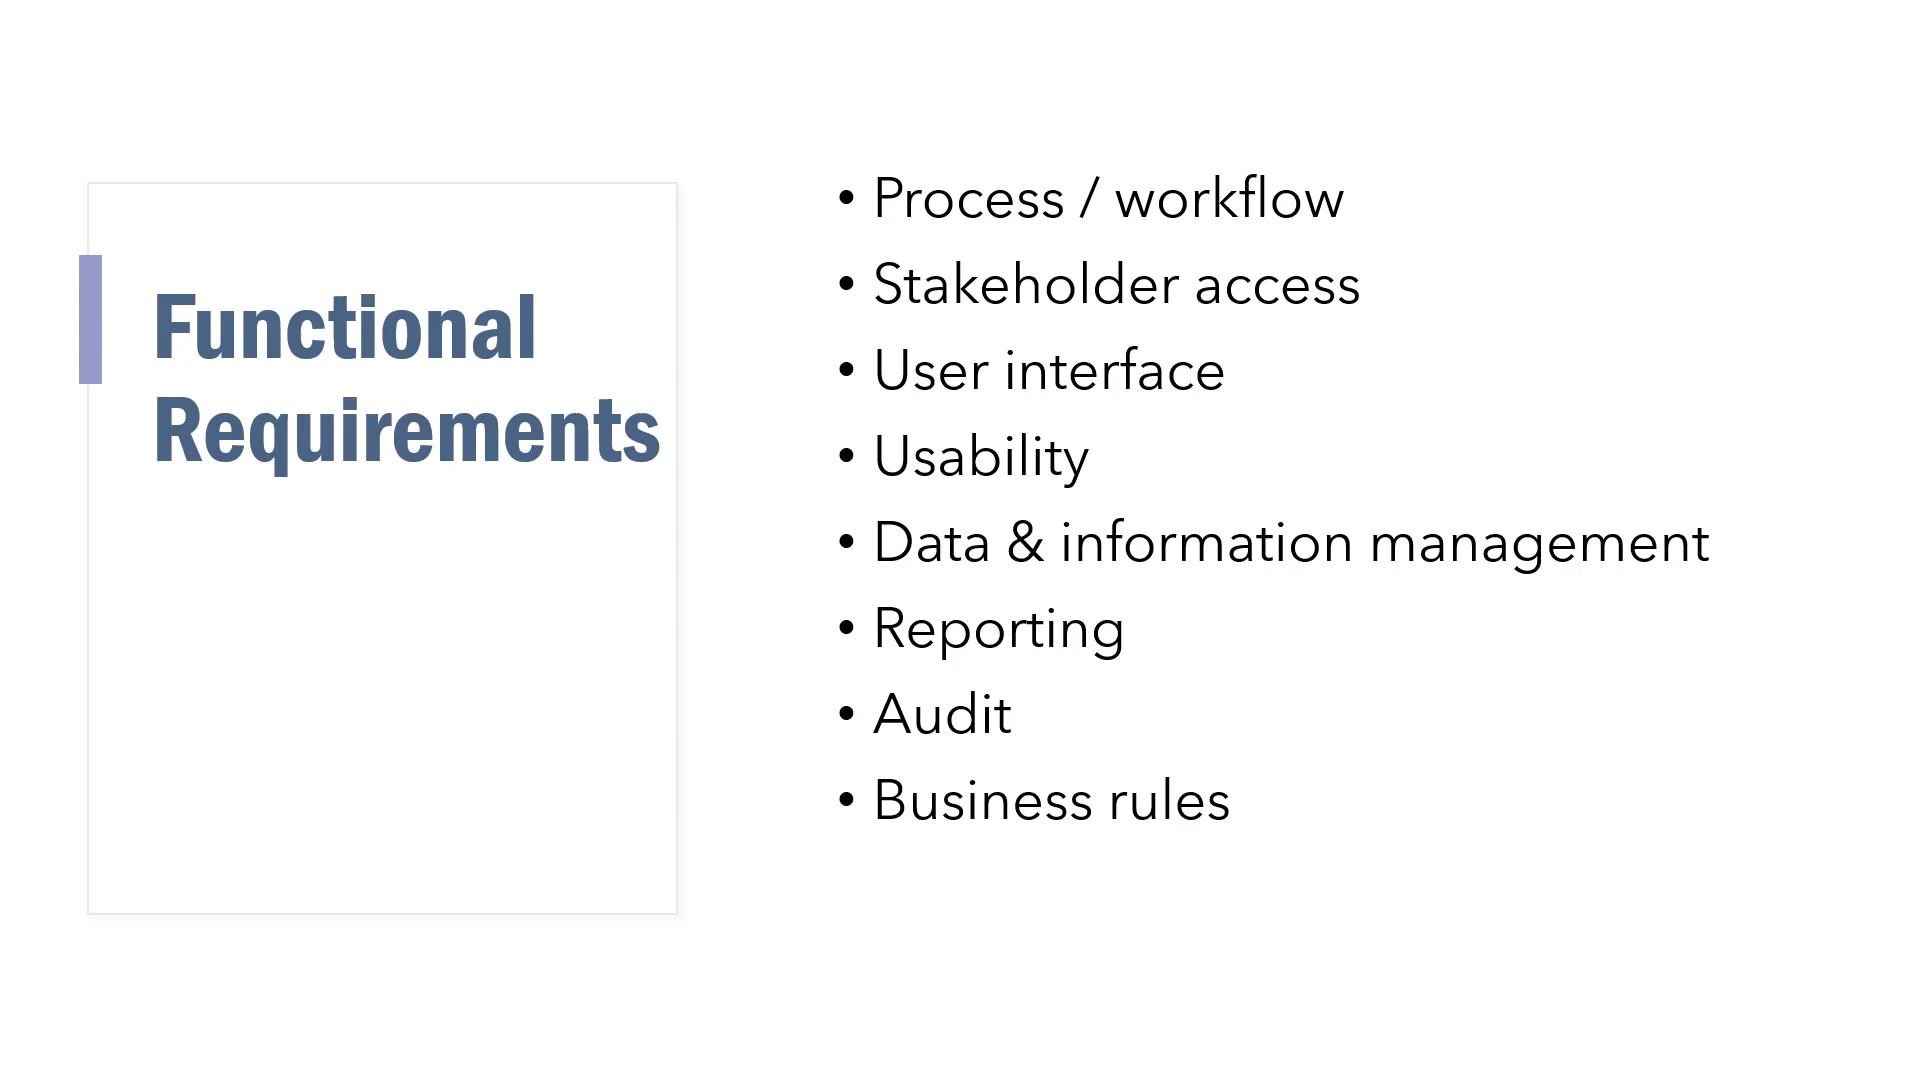 Functional
Requirements
• Process / workflow
• Stakeholder access
• User interface
• Usability
• Data & information management
• Reporting
• Audit
• Business rules